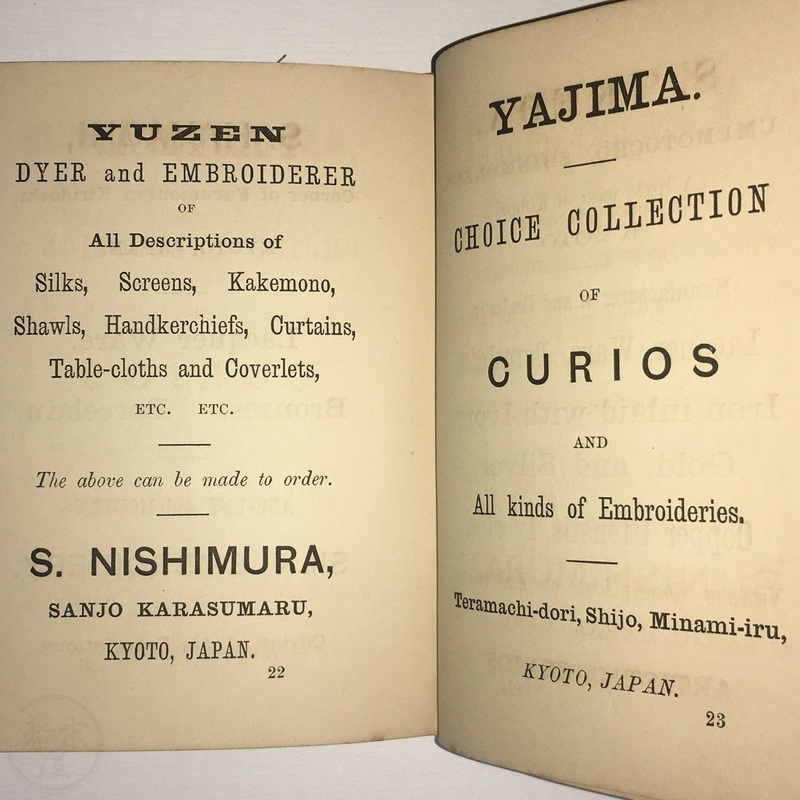 YUZEN
DYER and EMBROIDERER
OF
All Descriptions of
Silks, Screens, Kakemono,
Shawls, Handkerchiefs, Curtains,
Table-cloths and Coverlets,
ETC. ETC.
The above can be made to order.
S. NISHIMURA,
SANJO KARASUMARU,
KYOTO, JAPAN.
22
YAJIMA.
CHOICE COLLECTION
OF
CURIOS
AND
All kinds of Embroideries.
Teramachi-dori, Shijo, Minami-iru,
KYOTO, JAPAN.
23